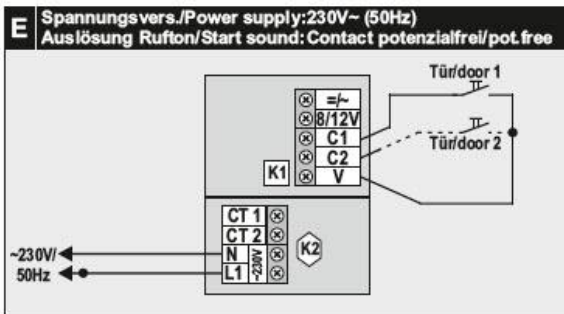 E
Spannungsvers./Power supply:230V~ (50Hz)
Auslösung Rufton/Start sound:Contact potenzialfrei/pot.free
Tür/door 1
=/~
8/12V
C1
C2
Tür/door 2
K1
V
CT 1
CT 2
K2
N
~230V
L1
~230V/
50Hz